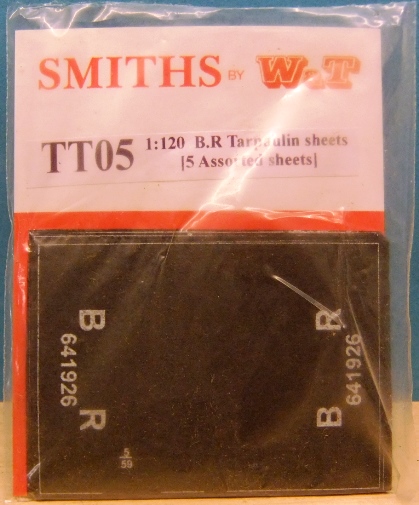 SMITHS BY W&T
TT05 1:120 B.R Tarpaulin sheets
[5 Assorted sheets]
B R
641926
B R
641926
5
59